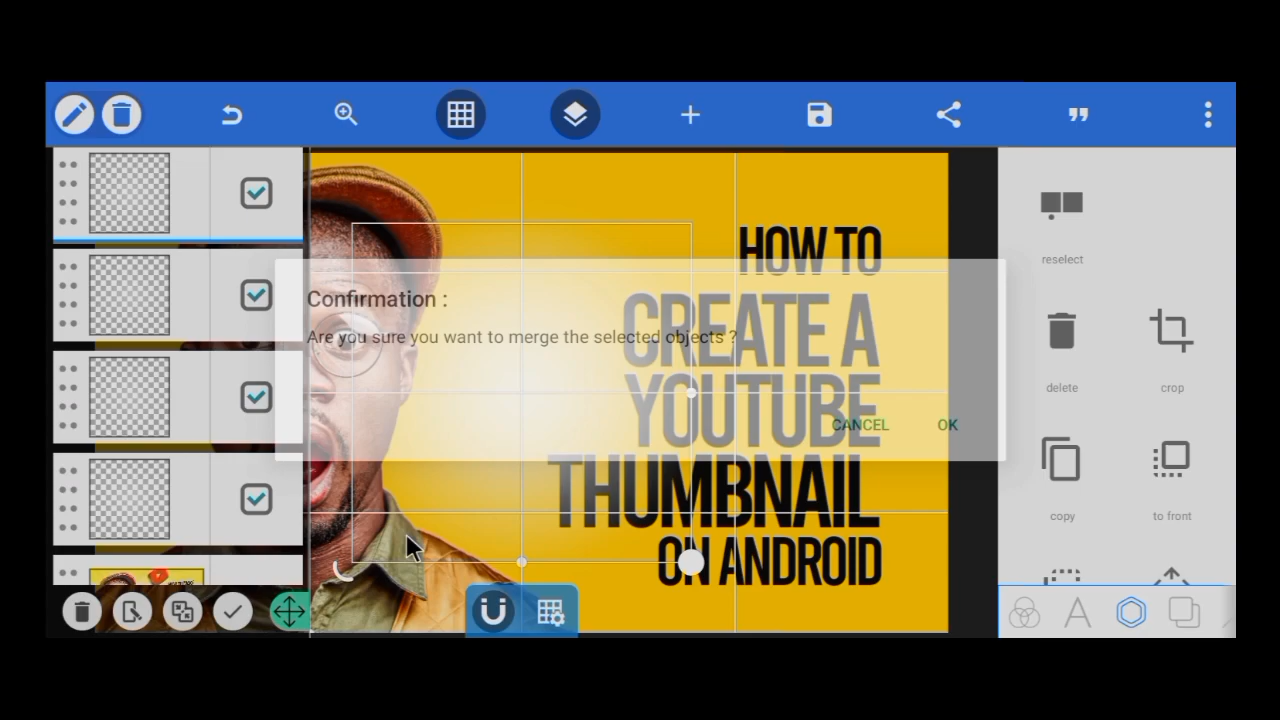 HOW TO
CREATE A
YOUTUBE
THUMBNAIL
ON ANDROID
Confirmation :
Are you sure you want to merge the selected objects ?
CANCEL
OK
reselect
delete
crop
copy
to front